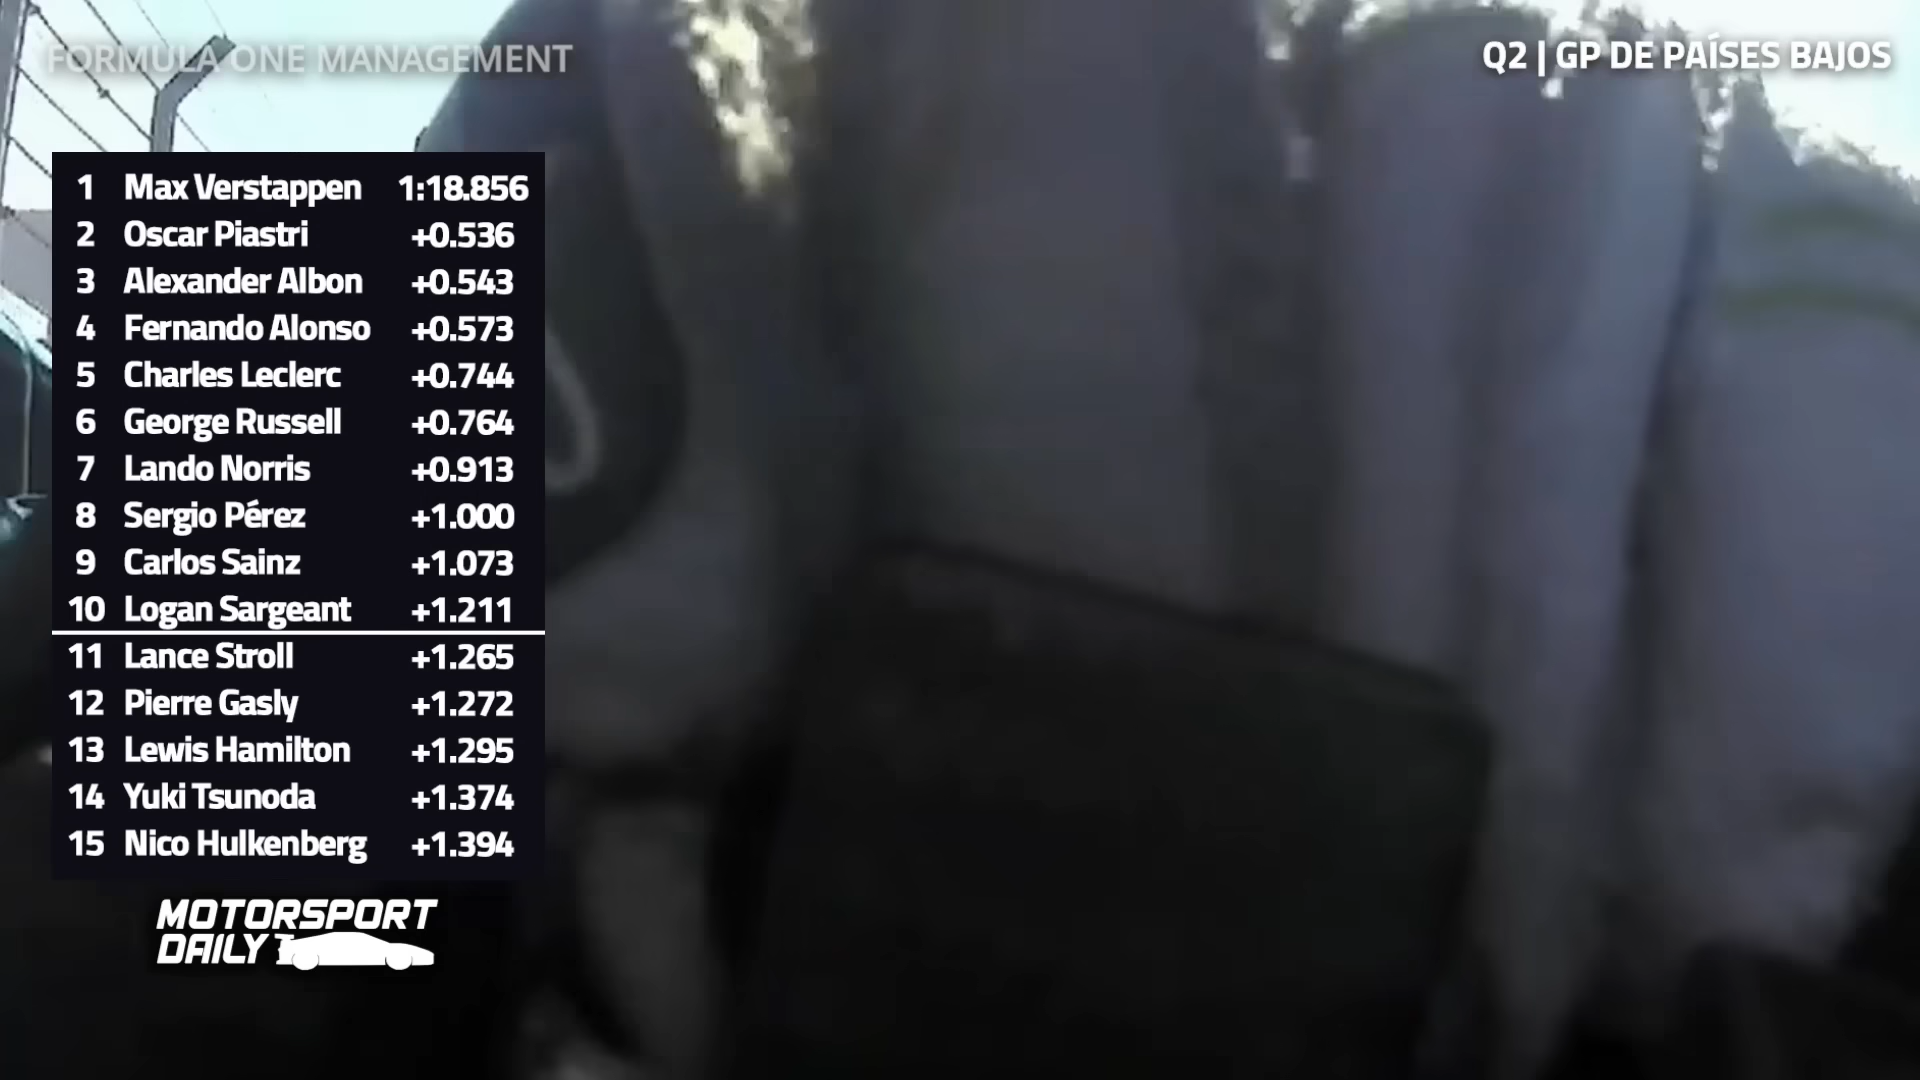 FORMULA ONE MANAGEMENT
Q2 | GP DE PAÍSES BAJOS
1 Max Verstappen 1:18.856
2 Oscar Piastri +0.536
3 Alexander Albon +0.543
4 Fernando Alonso +0.573
5 Charles Leclerc +0.744
6 George Russell +0.764
7 Lando Norris +0.913
8 Sergio Pérez +1.000
9 Carlos Sainz +1.073
10 Logan Sargeant +1.211
11 Lance Stroll +1.265
12 Pierre Gasly +1.272
13 Lewis Hamilton +1.295
14 Yuki Tsunoda +1.374
15 Nico Hulkenberg +1.394
MOTORSPORT
DAILY